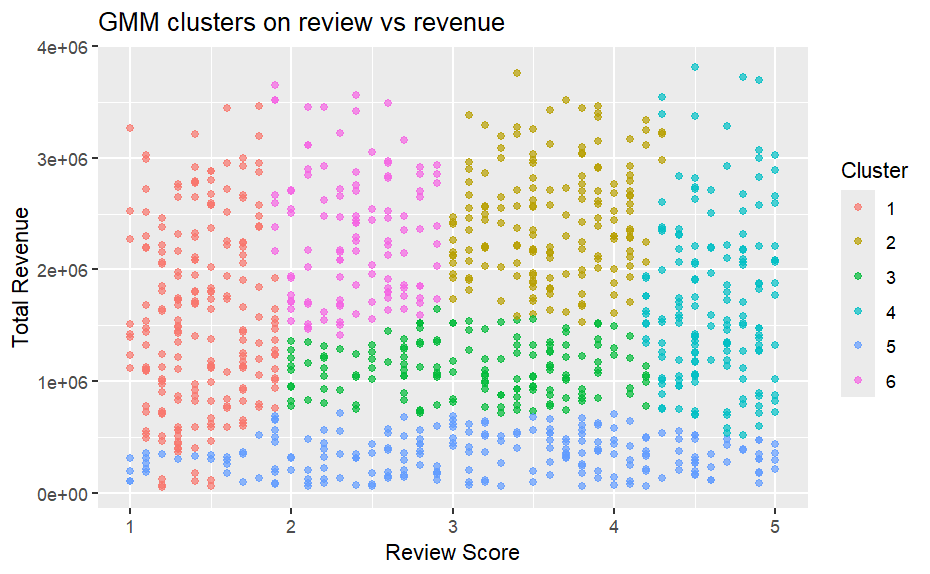 GMM clusters on review vs revenue
4e+06
3e+06
2e+06
1e+06
0e+00
Total Revenue
1 2 3 4 5
Review Score
Cluster
1
2
3
4
5
6